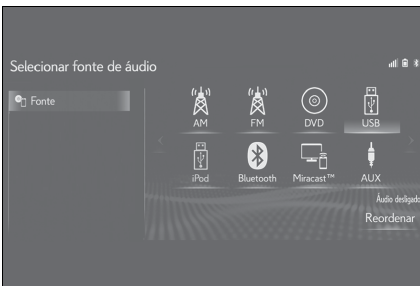 Selecionar fonte de áudio
Fonte
AM
FM
DVD
USB
iPod
Bluetooth
Miracast™
AUX
Áudio desligado
Reordenar